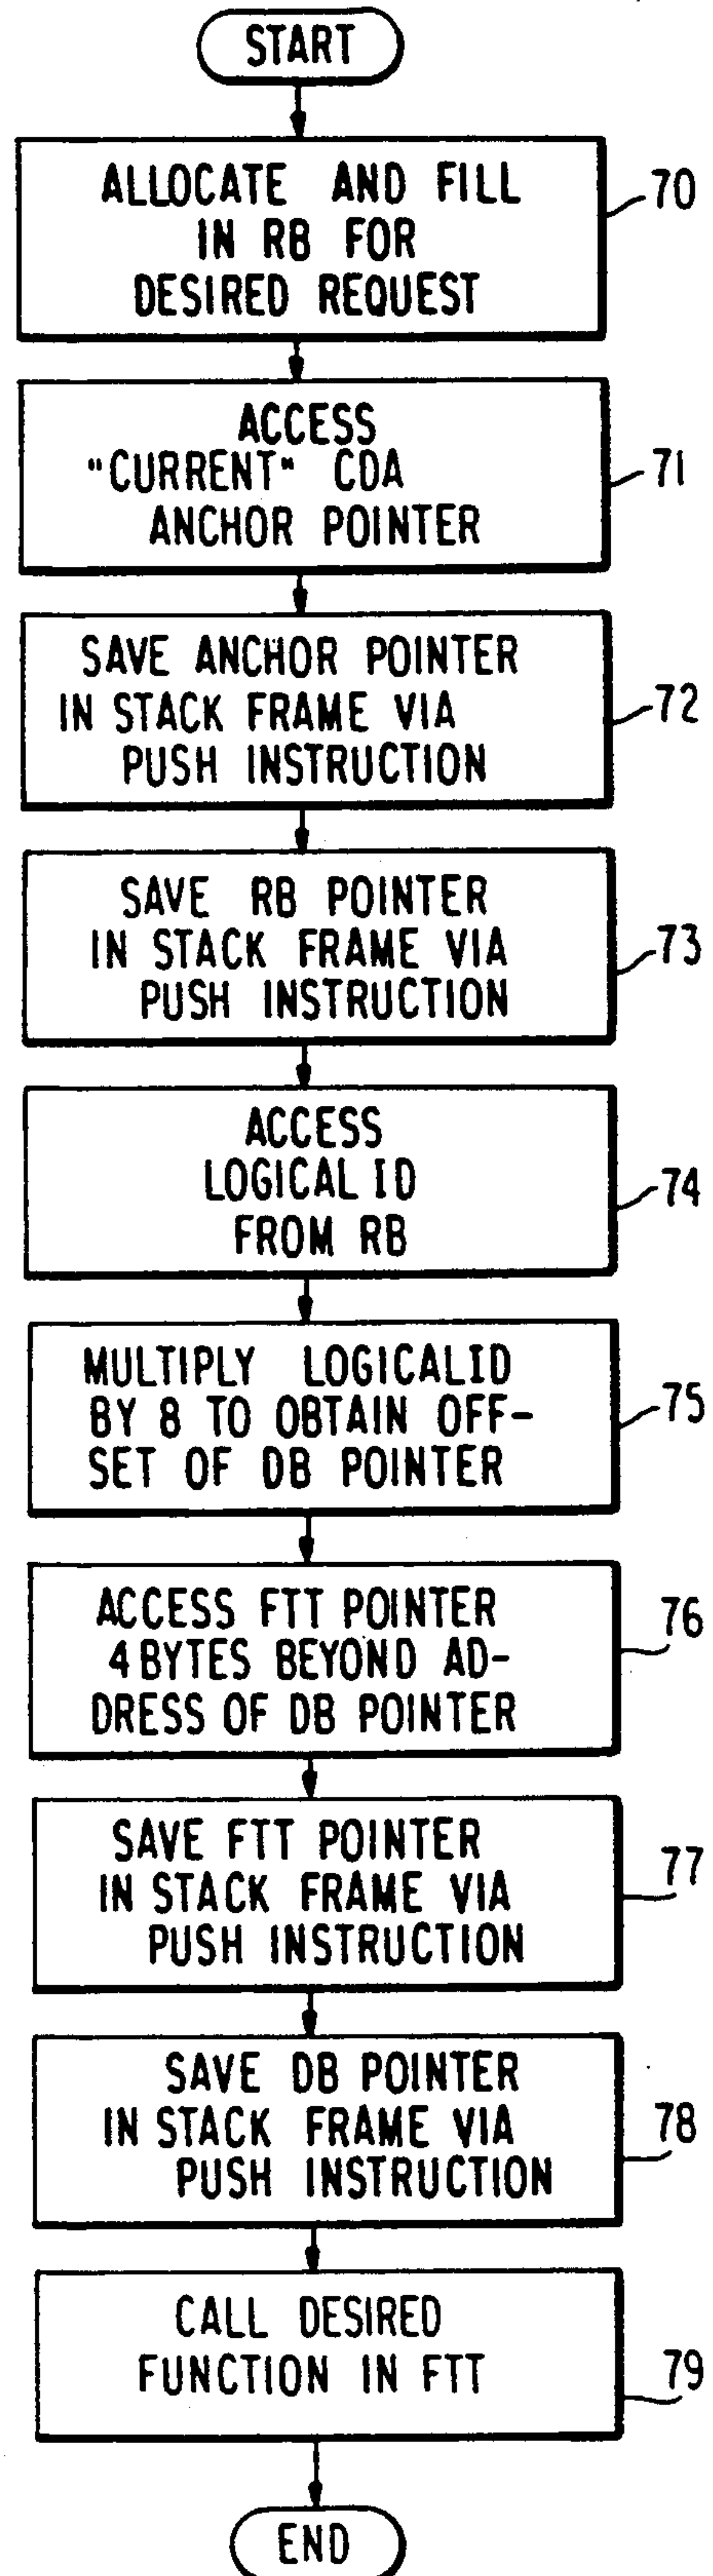 START
ALLOCATE AND FILL
IN RB FOR
DESIRED REQUEST
70
ACCESS
"CURRENT" CDA
ANCHOR POINTER
71
SAVE ANCHOR POINTER
IN STACK FRAME VIA
PUSH INSTRUCTION
72
SAVE RB POINTER
IN STACK FRAME VIA
PUSH INSTRUCTION
73
ACCESS
LOGICAL ID
FROM RB
74
MULTIPLY LOGICALID
BY 8 TO OBTAIN OFF-
SET OF DB POINTER
75
ACCESS FTT POINTER
4 BYTES BEYOND AD-
DRESS OF DB POINTER
76
SAVE FTT POINTER
IN STACK FRAME VIA
PUSH INSTRUCTION
77
SAVE DB POINTER
IN STACK FRAME VIA
PUSH INSTRUCTION
78
CALL DESIRED
FUNCTION IN FTT
79
END